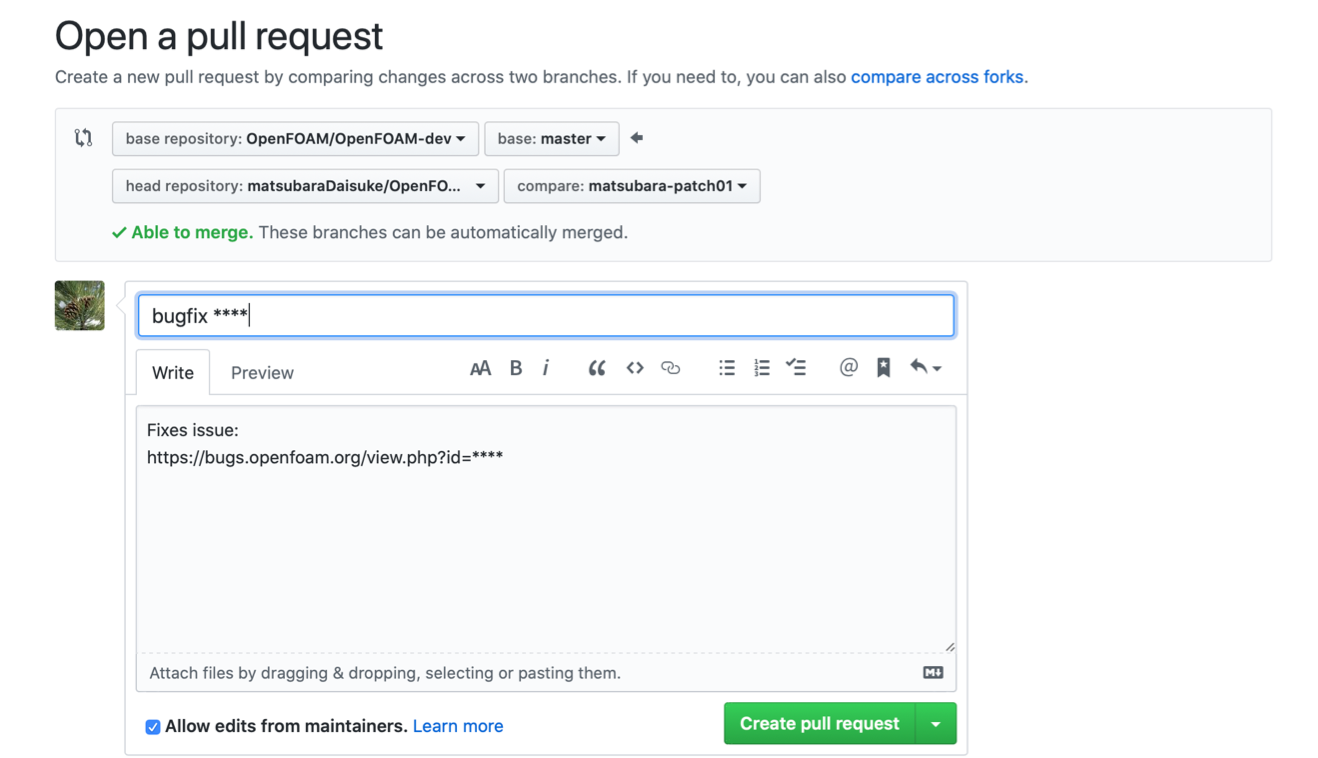 Open a pull request
Create a new pull request by comparing changes across two branches. If you need to, you can also compare across forks.
base repository: OpenFOAM/OpenFOAM-dev base: master
head repository: matsubaraDaisuke/OpenFO... compare: matsubara-patch01
Able to merge. These branches can be automatically merged.
bugfix ****
Write Preview AA B i @
Fixes issue:
https://bugs.openfoam.org/view.php?id=****
Attach files by dragging & dropping, selecting or pasting them.
Allow edits from maintainers. Learn more Create pull request